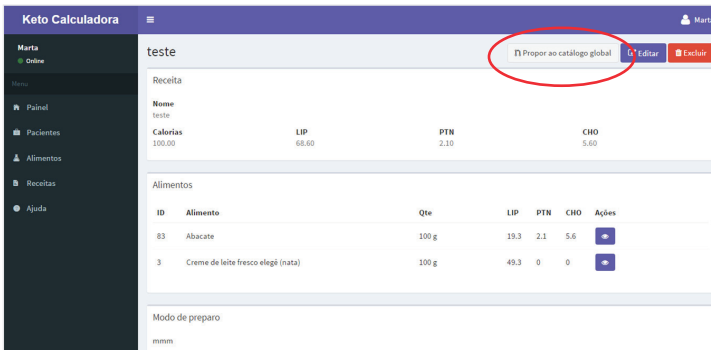 Keto Calculadora
Marta
Marta
Online
Menu
teste
Propor ao catálogo global
Editar
Excluir
Painel
Pacientes
Alimentos
Receitas
Ajuda
Receita
Nome
teste
Calorias LIP PTN CHO
100.00 68.60 2.10 5.60
Alimentos
ID Alimento Qte LIP PTN CHO Ações
83 Abacate 100 g 19.3 2.1 5.6
3 Creme de leite fresco elegê (nata) 100 g 49.3 0 0
Modo de preparo
mmm